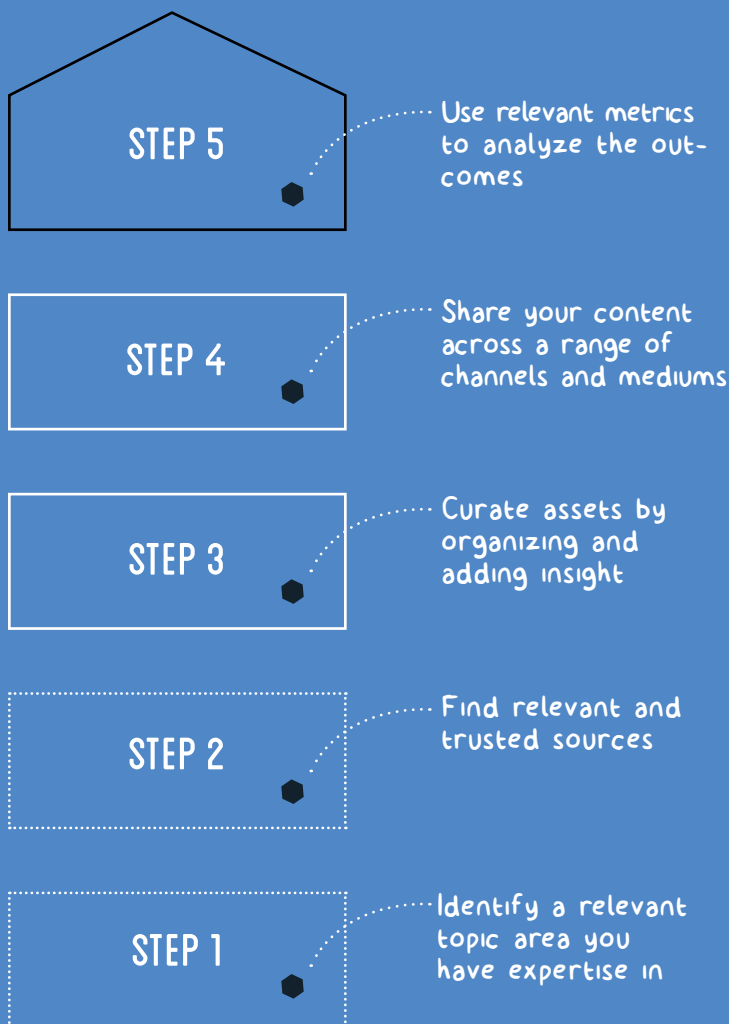 STEP 5
Use relevant metrics
to analyze the out-
comes
STEP 4
Share your content
across a range of
channels and mediums
STEP 3
Curate assets by
organizing and
adding insight
STEP 2
Find relevant and
trusted sources
STEP 1
Identify a relevant
topic area you
have expertise in